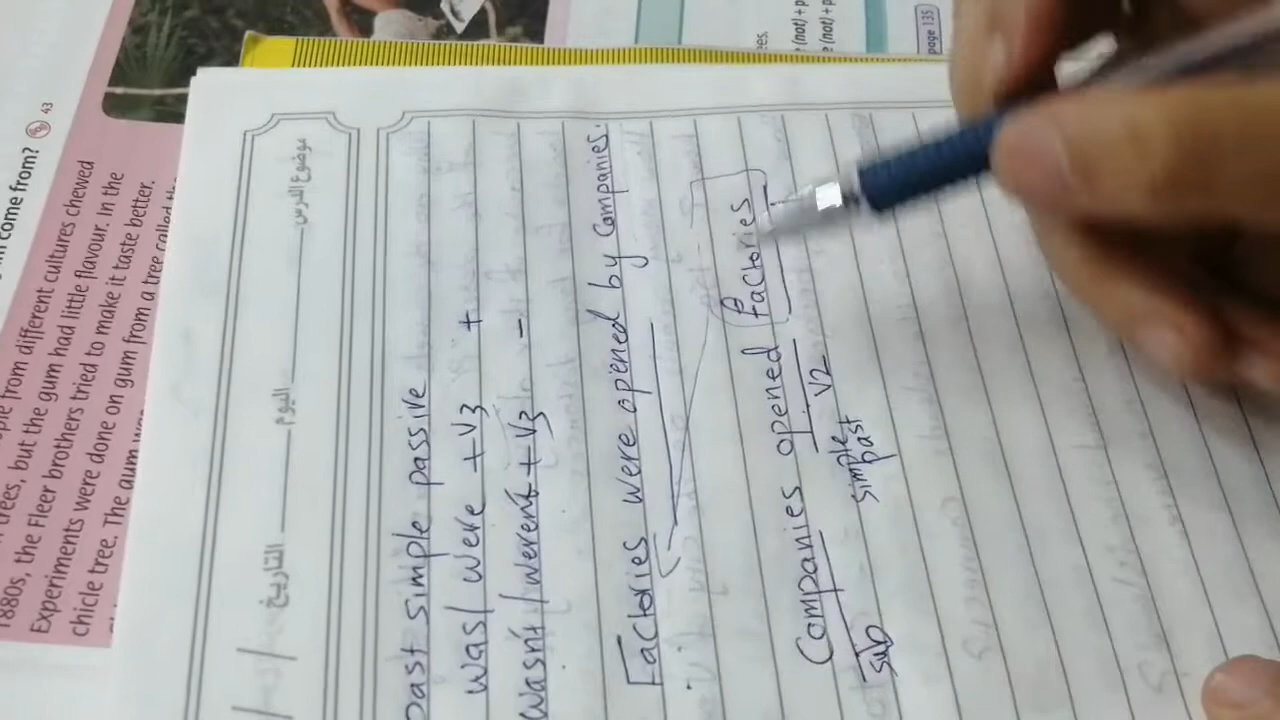 come from? 43
from different cultures chewed
trees, but the gum had little flavour. In the
1880s, the Fleer brothers tried to make it taste better.
Experiments were done on gum from a tree called
chicle tree. The gum
page 135
موضوع الدرس
اليوم
التاريخ
past simple passive
was/ were + V3 +
wasn't/weren't + V3 -
Factories were opened by Companies.
Companies opened factories
sub simple past V2